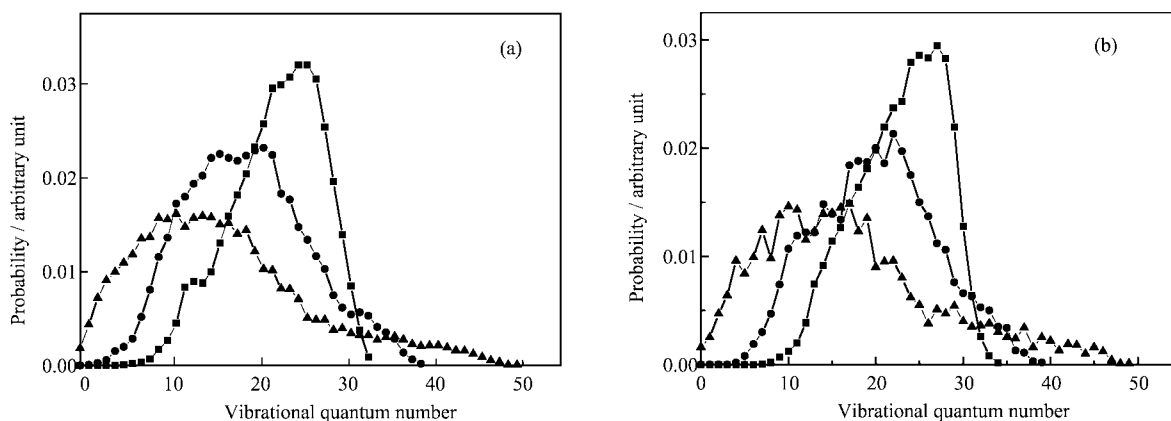 (a)
0.03
0.02
0.01
0.00
0 10 20 30 40 50
Probability / arbitrary unit
Vibrational quantum number
(b)
0.03
0.02
0.01
0.00
0 10 20 30 40 50
Probability / arbitrary unit
Vibrational quantum number